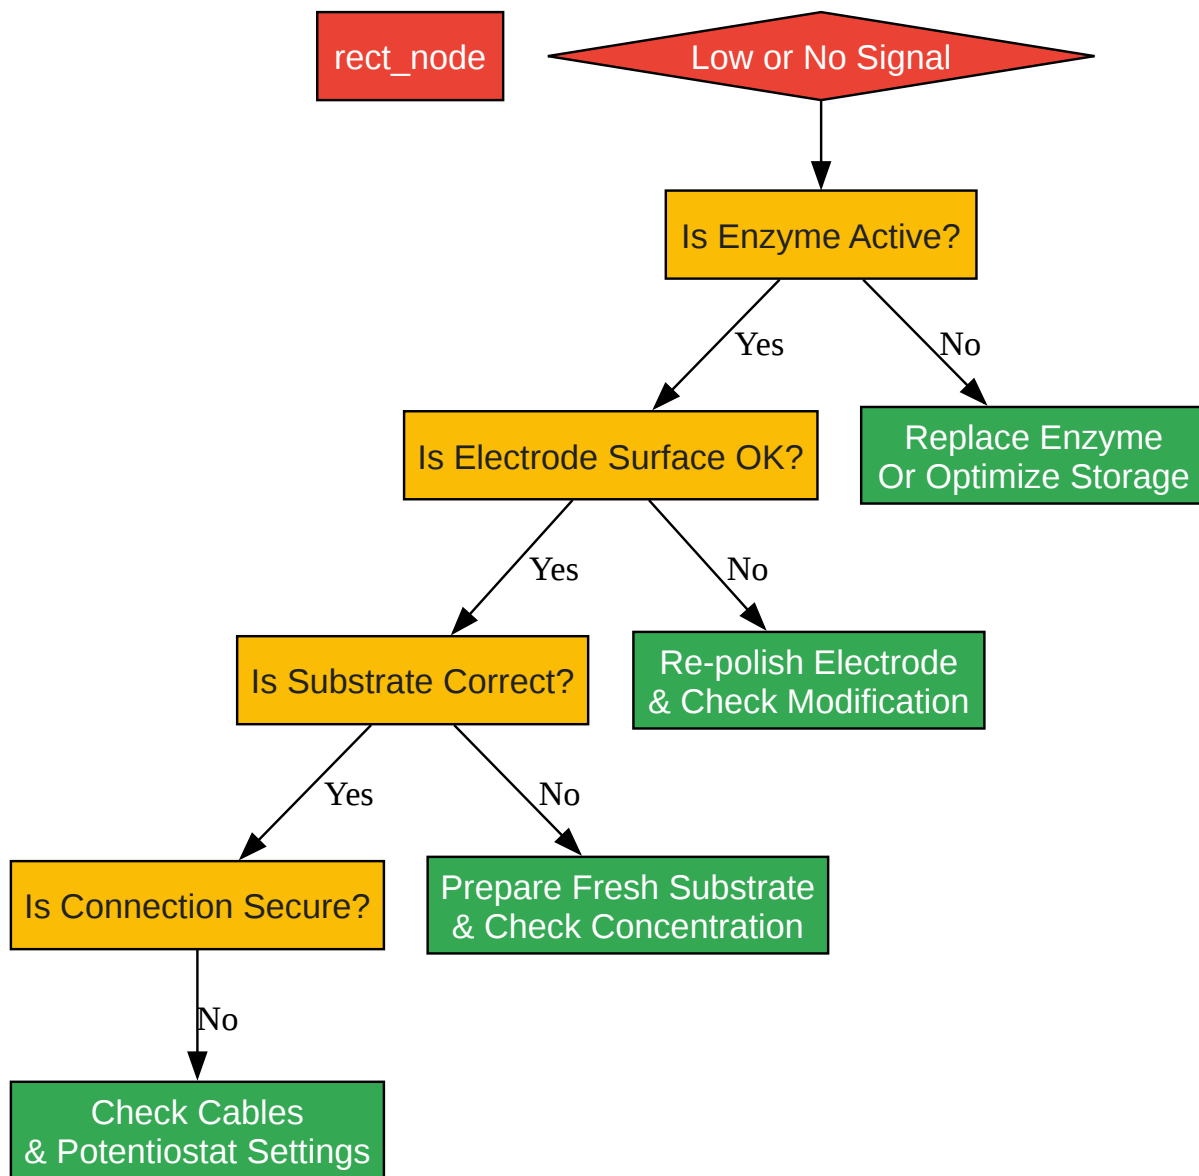 rect_node
Low or No Signal
Is Enzyme Active?
Yes
No
Is Electrode Surface OK?
Replace Enzyme
Or Optimize Storage
Yes
No
Is Substrate Correct?
Re-polish Electrode
& Check Modification
Yes
No
Is Connection Secure?
Prepare Fresh Substrate
& Check Concentration
No
Check Cables
& Potentiostat Settings